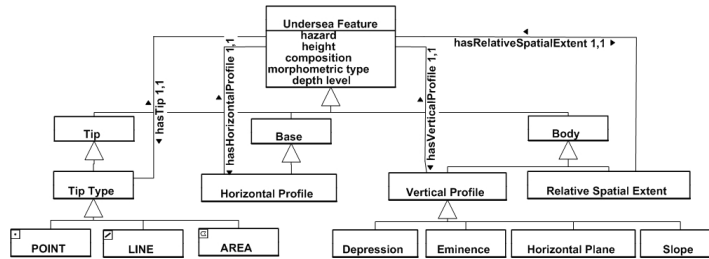 Undersea Feature
hazard
height
composition
morphometric type
depth level
hasTip 1,1
hasHorizontalProfile 1,1
hasVerticalProfile 1,1
hasRelativeSpatialExtent 1,1
Tip
Base
Body
Tip Type
Horizontal Profile
Vertical Profile
Relative Spatial Extent
POINT
LINE
AREA
Depression
Eminence
Horizontal Plane
Slope